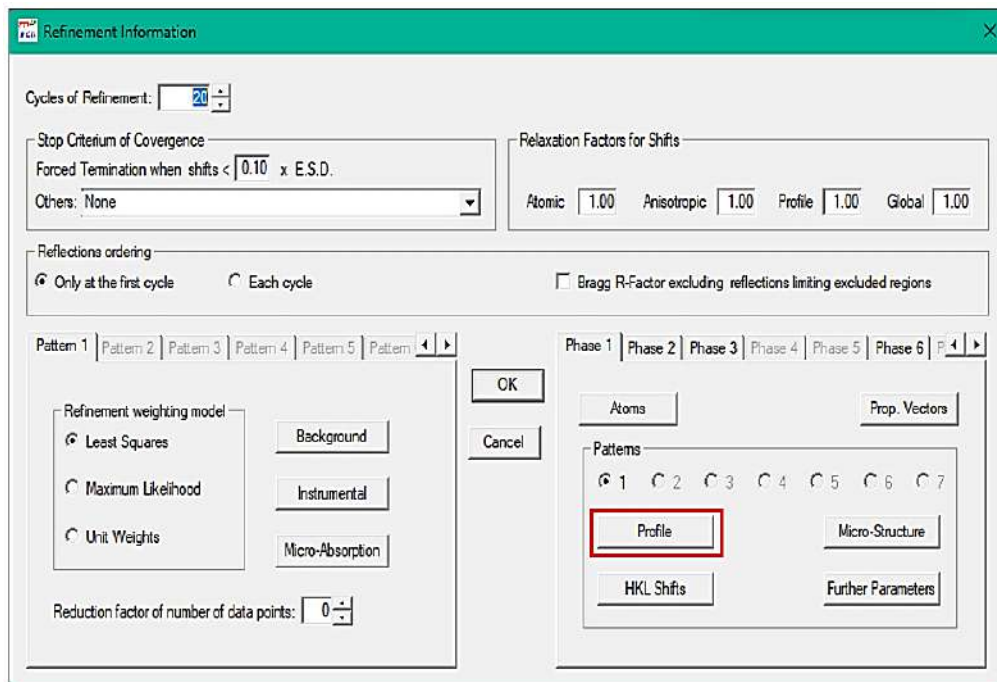 Refinement Information
Cycles of Refinement: 20
Stop Criterium of Covergence
Forced Termination when shifts < 0.10 x E.S.D.
Others: None
Relaxation Factors for Shifts
Atomic 1.00 Anisotropic 1.00 Profile 1.00 Global 1.00
Reflections ordering
Only at the first cycle Each cycle Bragg R-Factor excluding reflections limiting excluded regions
Pattern 1 Pattern 2 Pattern 3 Pattern 4 Pattern 5 Pattern
Refinement weighting model
Least Squares
Maximum Likelihood
Unit Weights
Background
Instrumental
Micro-Absorption
Reduction factor of number of data points: 0
OK
Cancel
Phase 1 Phase 2 Phase 3 Phase 4 Phase 5 Phase 6
Atoms Prop. Vectors
Patterns
1 2 3 4 5 6 7
Profile Micro-Structure
HKL Shifts Further Parameters